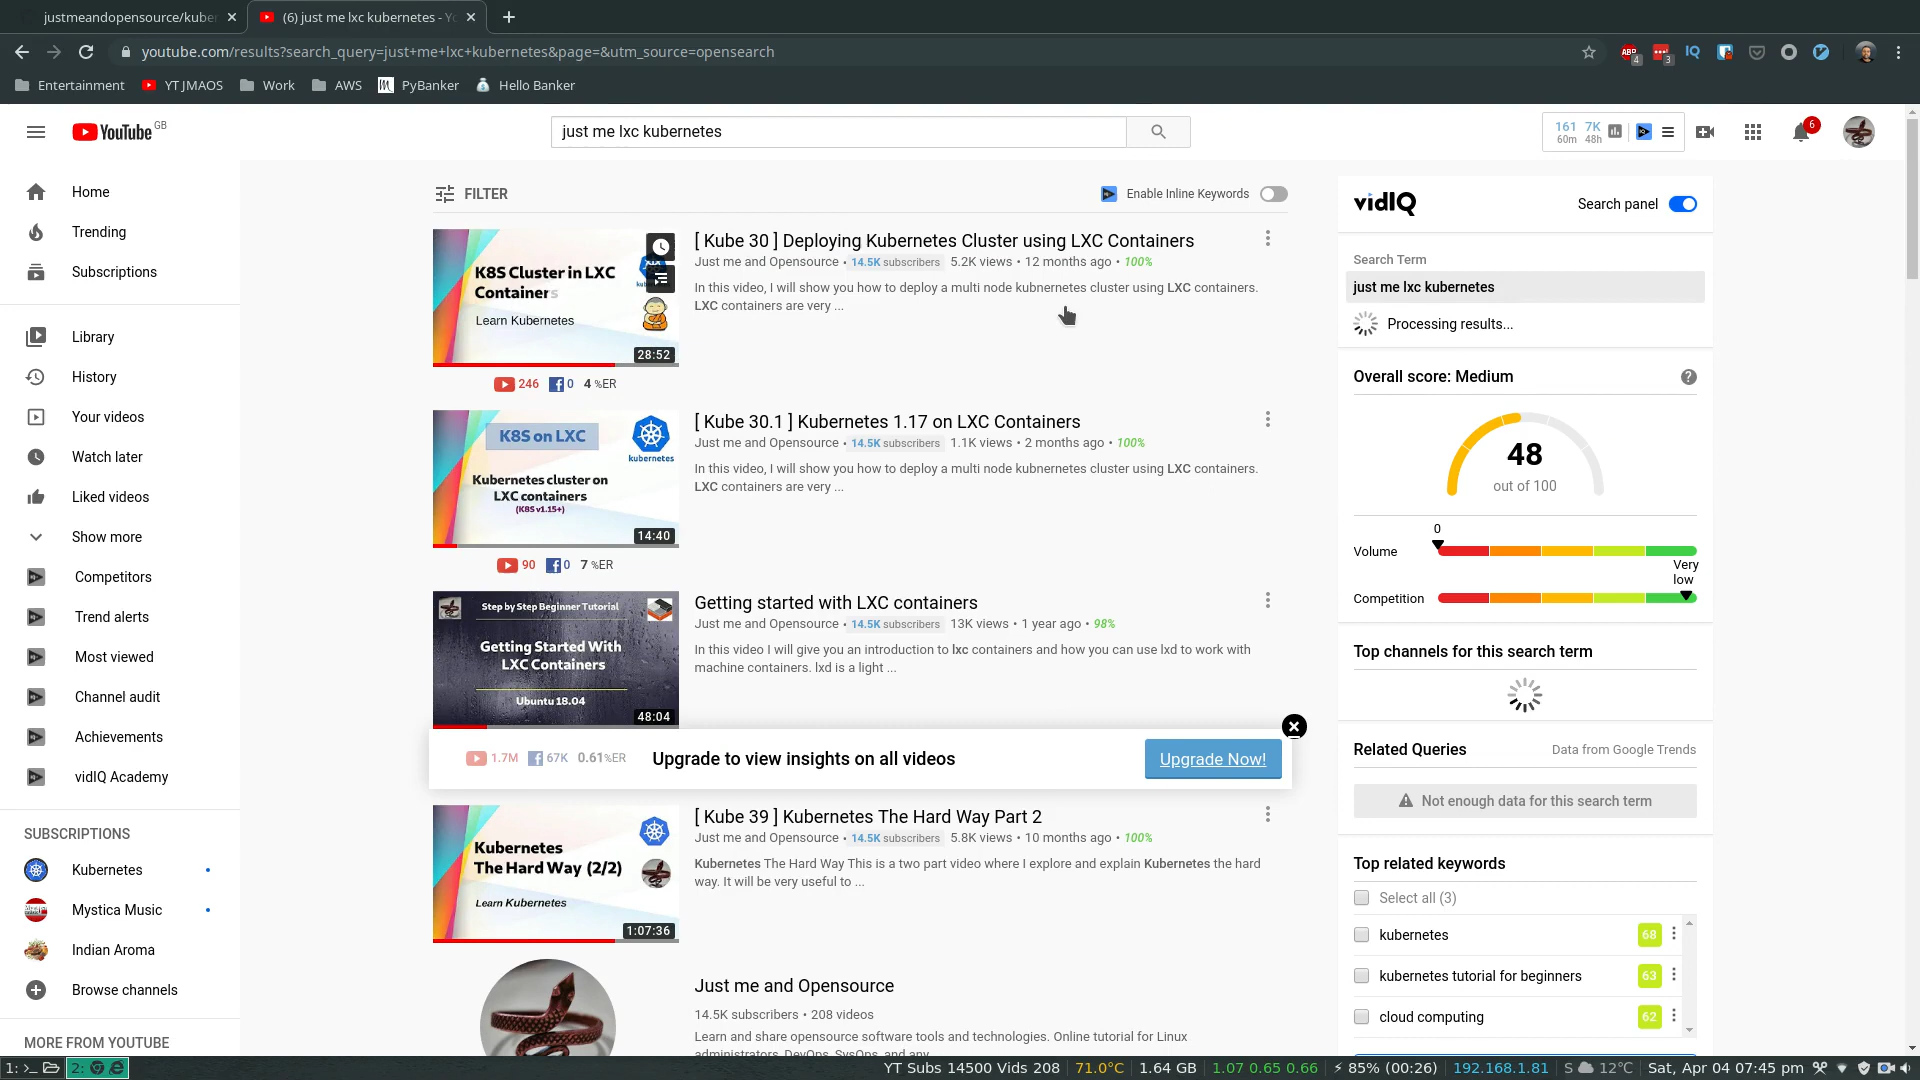 justmeandopensource/kuber
(6) just me lxc kubernetes - Yo
youtube.com/results?search_query=just+me+lxc+kubernetes&page=&utm_source=opensearch
ABP
4
3
IQ
Entertainment
YT JMAOS
Work
AWS
PyBanker
Hello Banker
YouTube GB
just me lxc kubernetes
161 7K
60m 48h
6
Home
Trending
Subscriptions
Library
History
Your videos
Watch later
Liked videos
Show more
Competitors
Trend alerts
Most viewed
Channel audit
Achievements
vidIQ Academy
SUBSCRIPTIONS
Kubernetes
Mystica Music
Indian Aroma
Browse channels
MORE FROM YOUTUBE
FILTER
Enable Inline Keywords
K8S Cluster in LXC
Containers
Learn Kubernetes
28:52
[ Kube 30 ] Deploying Kubernetes Cluster using LXC Containers
Just me and Opensource • 14.5K subscribers 5.2K views • 12 months ago • 100%
In this video, I will show you how to deploy a multi node kubnernetes cluster using LXC containers.
LXC containers are very ...
246 0 4 %ER
K8S on LXC
kubernetes
Kubernetes cluster on
LXC containers
(K8S v1.15+)
14:40
[ Kube 30.1 ] Kubernetes 1.17 on LXC Containers
Just me and Opensource • 14.5K subscribers 1.1K views • 2 months ago • 100%
In this video, I will show you how to deploy a multi node kubnernetes cluster using LXC containers.
LXC containers are very ...
90 0 7 %ER
Step by Step Beginner Tutorial
Getting Started With
LXC Containers
Ubuntu 18.04
48:04
Getting started with LXC containers
Just me and Opensource • 14.5K subscribers 13K views • 1 year ago • 98%
In this video I will give you an introduction to lxc containers and how you can use lxd to work with
machine containers. lxd is a light ...
1.7M 67K 0.61%ER
Upgrade to view insights on all videos
Upgrade Now!
Kubernetes
The Hard Way (2/2)
Learn Kubernetes
1:07:36
[ Kube 39 ] Kubernetes The Hard Way Part 2
Just me and Opensource • 14.5K subscribers 5.8K views • 10 months ago • 100%
Kubernetes The Hard Way This is a two part video where I explore and explain Kubernetes the hard
way. It will be very useful to ...
Just me and Opensource
14.5K subscribers • 208 videos
Learn and share opensource software tools and technologies. Online tutorial for Linux
administrators, DevOps, SysOps, and any
vidIQ
Search panel
Search Term
just me lxc kubernetes
Processing results...
Overall score: Medium
48
out of 100
0
Volume
Very
low
Competition
Top channels for this search term
Related Queries
Data from Google Trends
Not enough data for this search term
Top related keywords
Select all (3)
kubernetes 68
kubernetes tutorial for beginners 63
cloud computing 62
1: 2: YT Subs 14500 Vids 208 71.0°C 1.64 GB 1.07 0.65 0.66 85% (00:26) 192.168.1.81 S 12°C Sat, Apr 04 07:45 pm